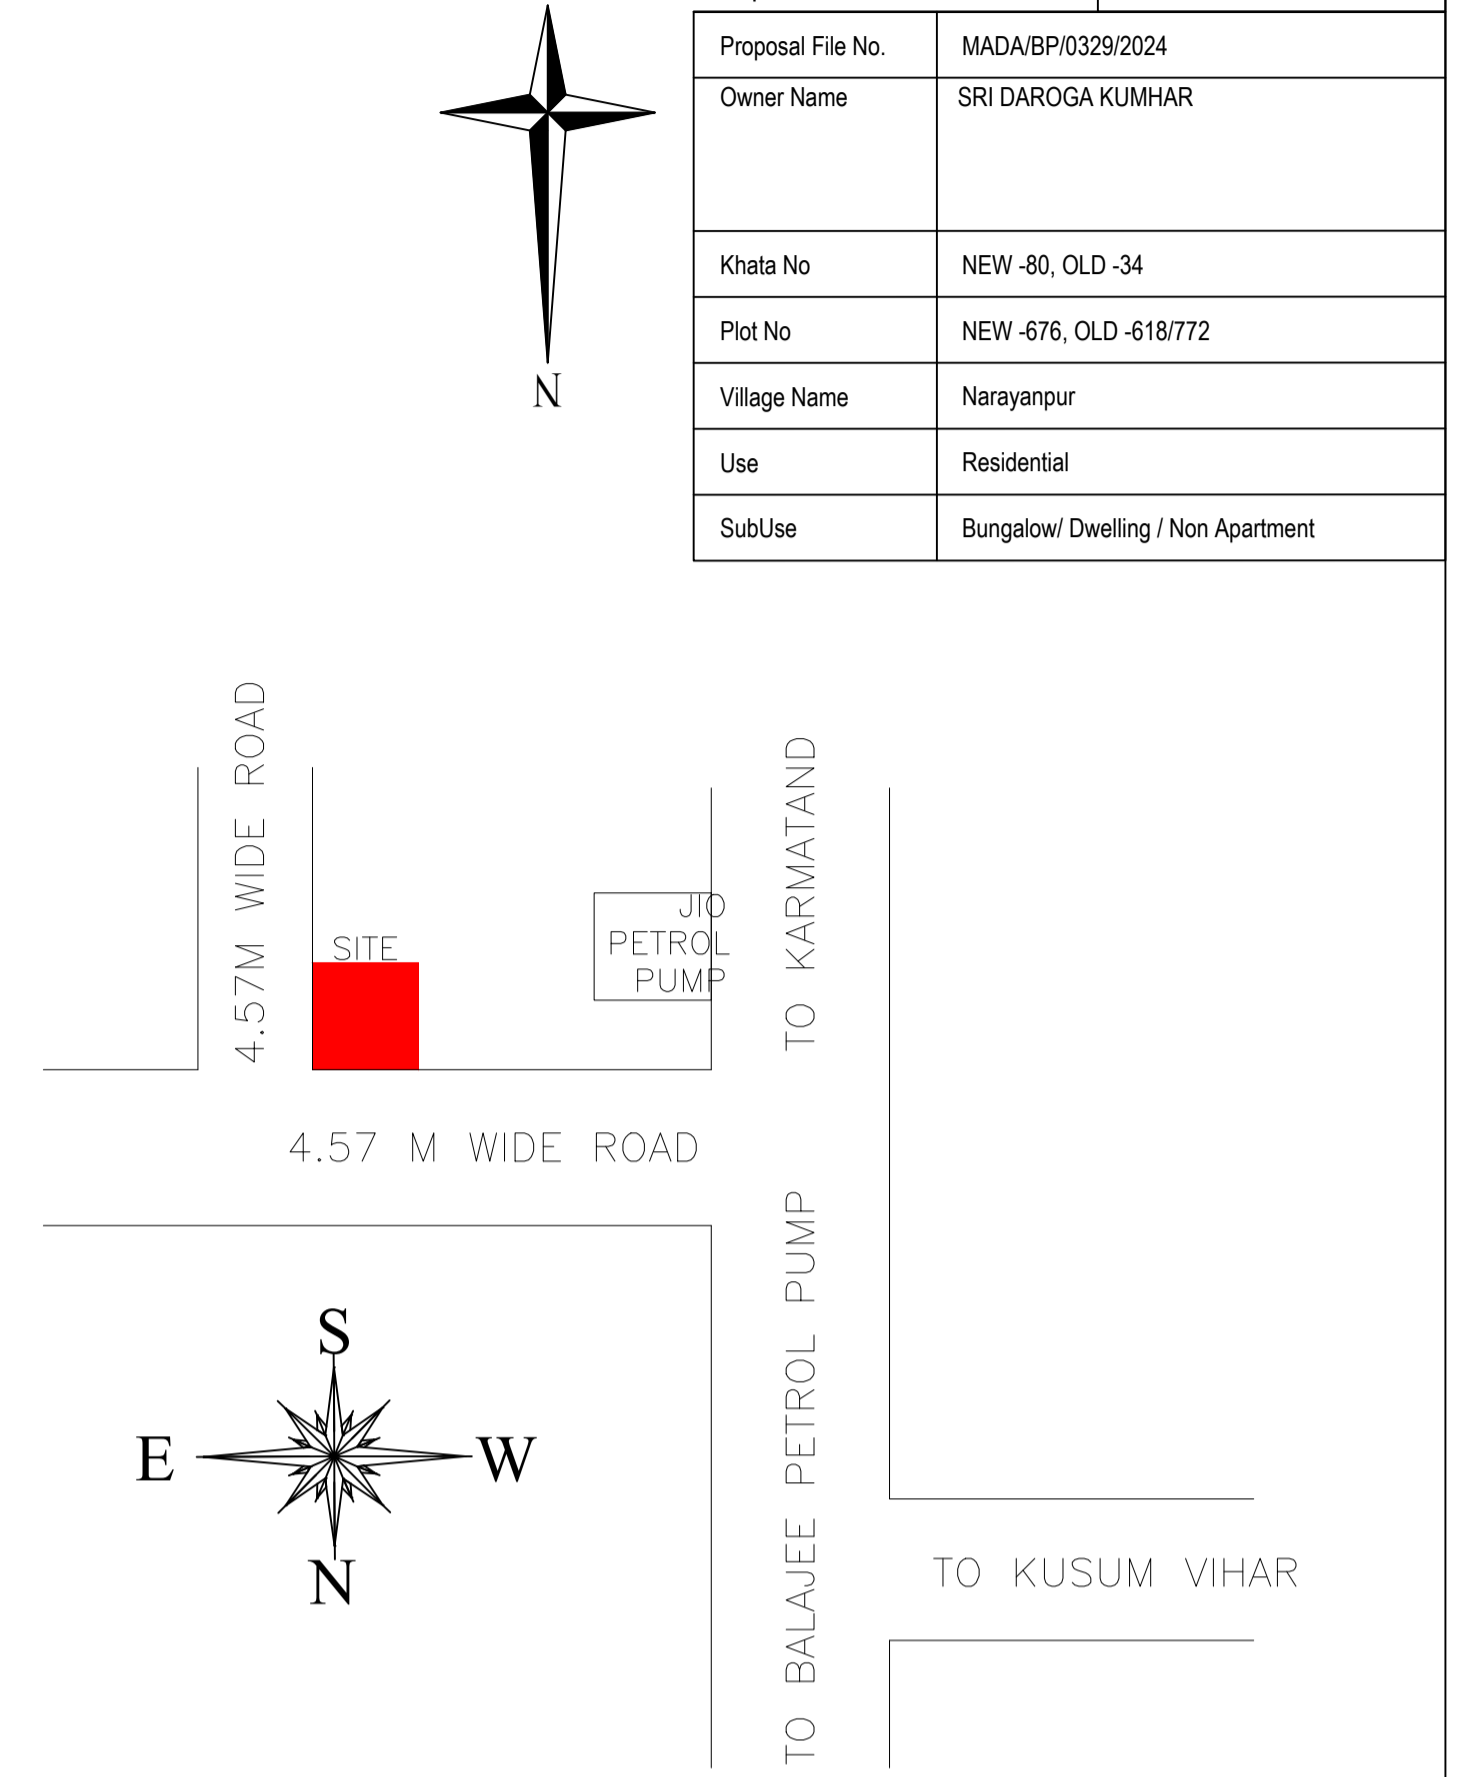 Proposal File No. MADA/BP/0329/2024
Owner Name SRI DAROGA KUMHAR
Khata No NEW -80, OLD -34
Plot No NEW -676, OLD -618/772
Village Name Narayanpur
Use Residential
SubUse Bungalow/ Dwelling / Non Apartment
N
4.57M WIDE ROAD
TO KARMATAND
SITE
JIO
PETROL
PUMP
4.57 M WIDE ROAD
TO BALAJEE PETROL PUMP
S
E W
N
TO KUSUM VIHAR